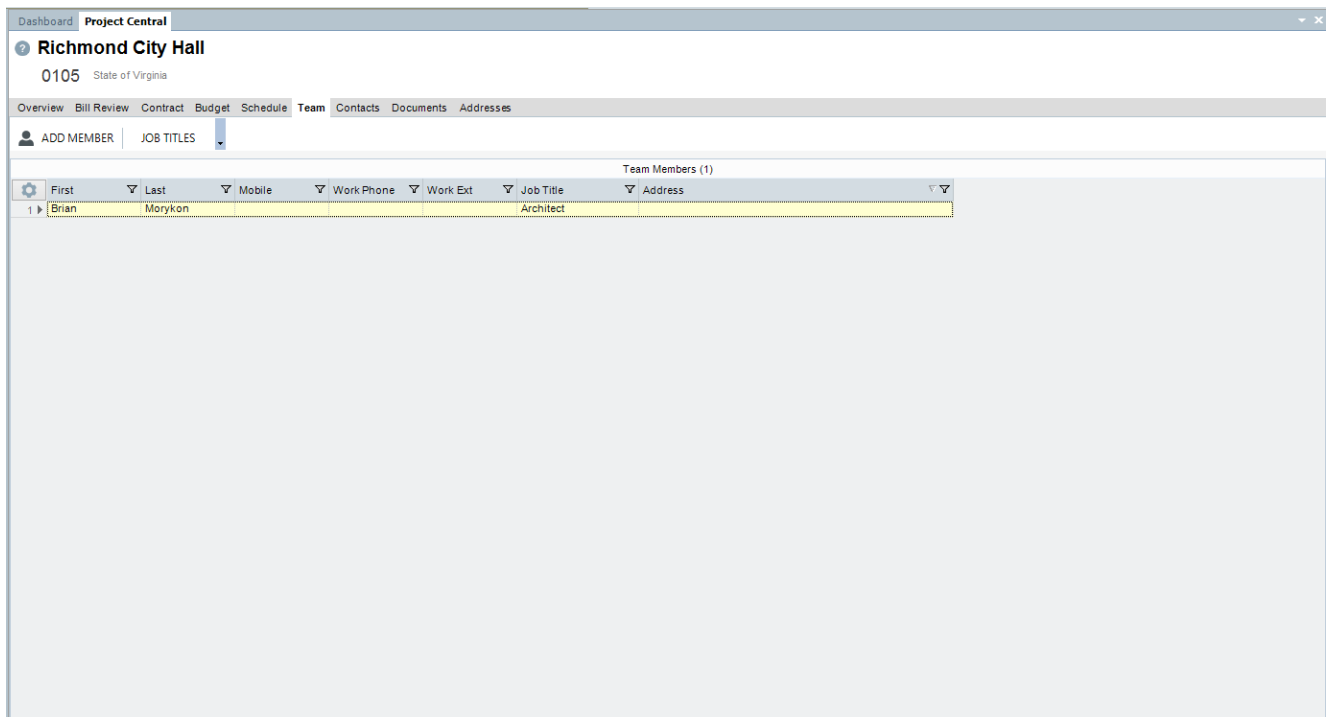 Dashboard Project Central
Richmond City Hall
0105 State of Virginia
Overview Bill Review Contract Budget Schedule Team Contacts Documents Addresses
ADD MEMBER JOB TITLES
Team Members (1)
First Last Mobile Work Phone Work Ext Job Title Address
1 Brian Morykon Architect